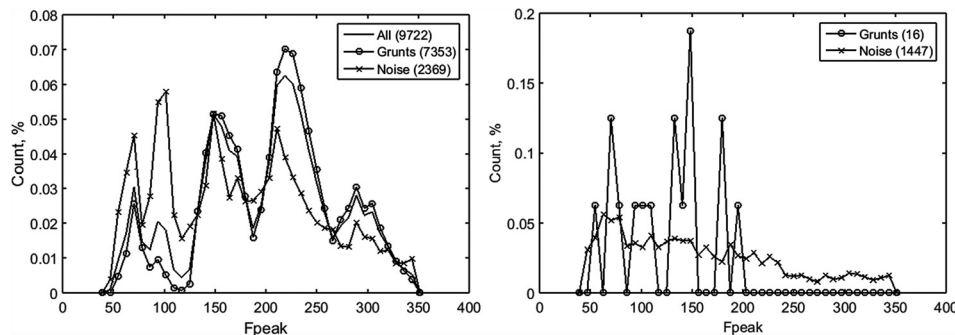 0.08
0.07
0.06
0.05
0.04
0.03
0.02
0.01
0
Count, %
0 50 100 150 200 250 300 350 400
Fpeak
All (9722)
Grunts (7353)
Noise (2369)
0.2
0.15
0.1
0.05
0
Count, %
0 50 100 150 200 250 300 350 400
Fpeak
Grunts (16)
Noise (1447)